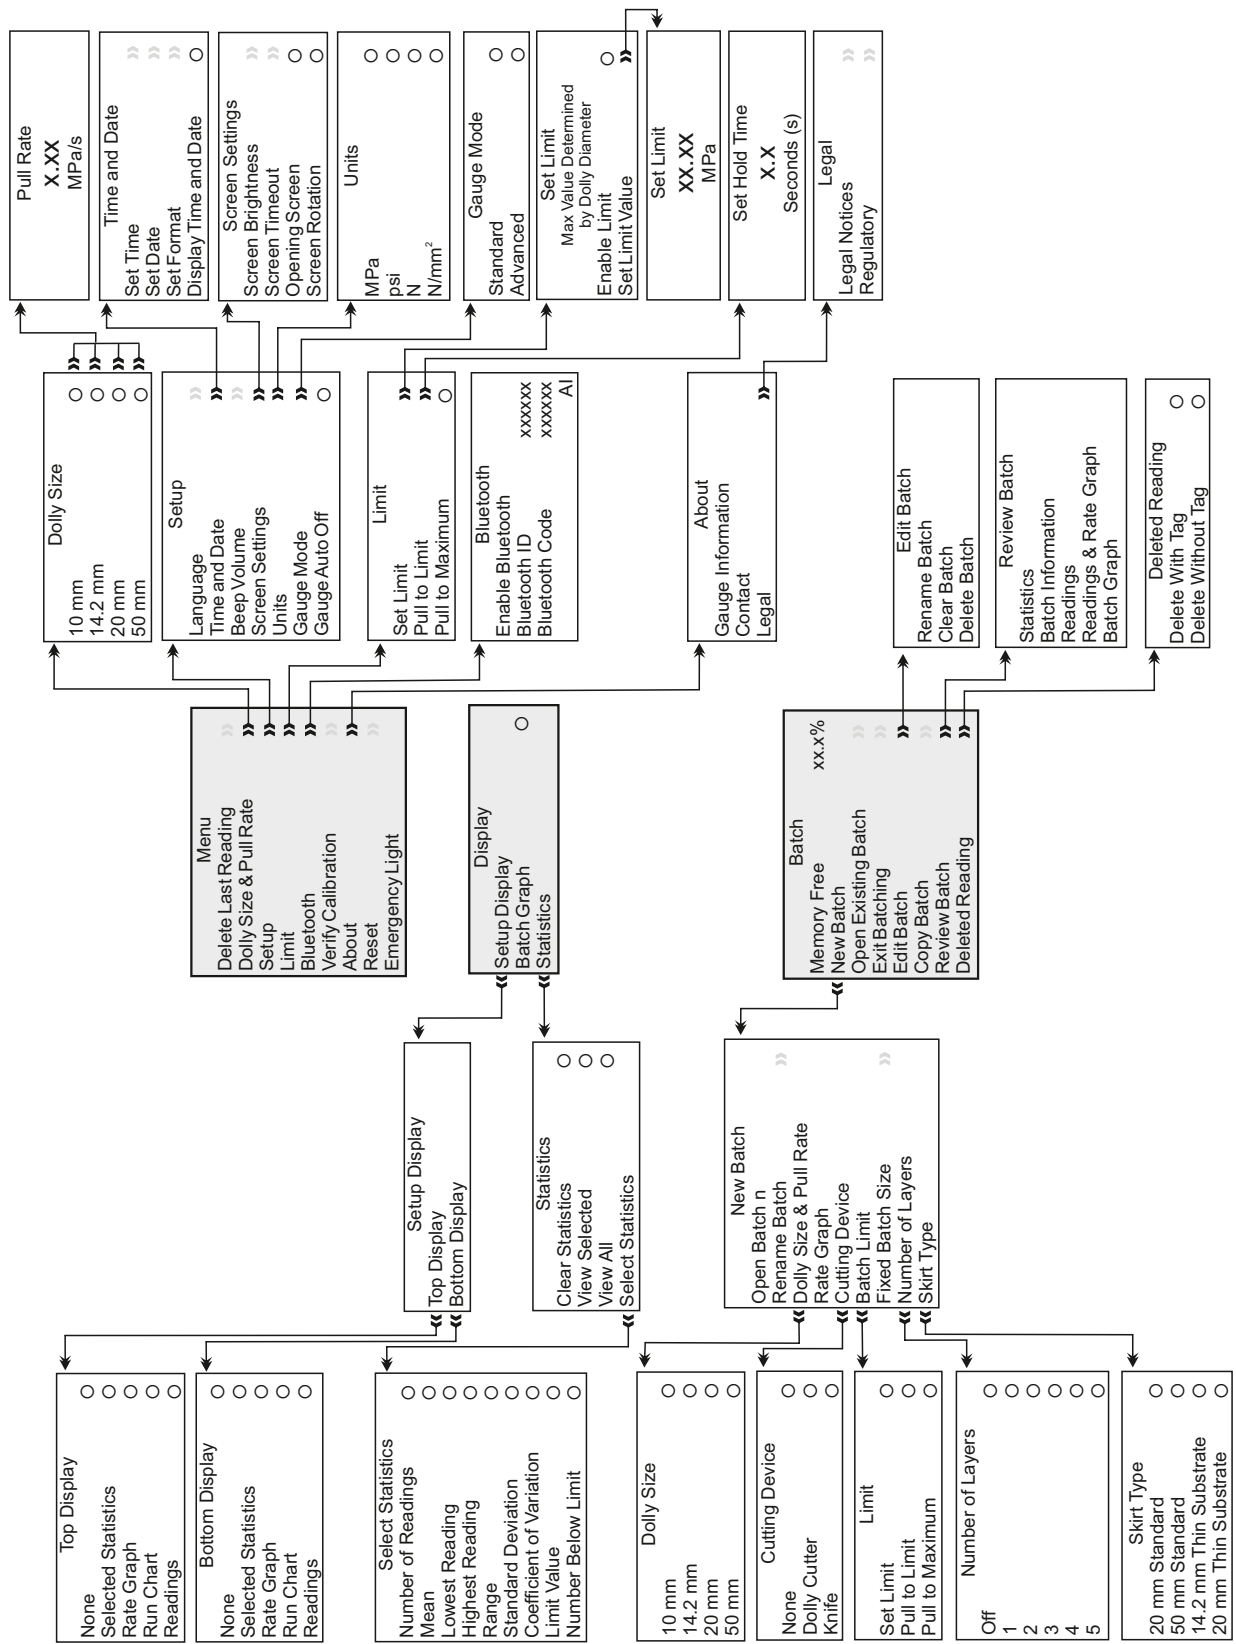 Pull Rate
X.XX
MPa/s
Time and Date
Set Time
Set Date
Set Format
Display Time and Date
Screen Settings
Screen Brightness
Screen Timeout
Opening Screen
Screen Rotation
Units
MPa
psi
N
N/mm²
Gauge Mode
Standard
Advanced
Set Limit
Max Value Determined
by Dolly Diameter
Enable Limit
Set Limit Value
Set Limit
XX.XX
MPa
Set Hold Time
X.X
Seconds (s)
Legal
Legal Notices
Regulatory
Dolly Size
10 mm
14.2 mm
20 mm
50 mm
Setup
Language
Time and Date
Beep Volume
Screen Settings
Units
Gauge Mode
Gauge Auto Off
Limit
Set Limit
Pull to Limit
Pull to Maximum
Bluetooth
Enable Bluetooth
Bluetooth ID xxxxxx
Bluetooth Code xxxxxx
AI
About
Gauge Information
Contact
Legal
Edit Batch
Rename Batch
Clear Batch
Delete Batch
Review Batch
Statistics
Batch Information
Readings
Readings & Rate Graph
Batch Graph
Deleted Reading
Delete With Tag
Delete Without Tag
Menu
Delete Last Reading
Dolly Size & Pull Rate
Setup
Limit
Bluetooth
Verify Calibration
About
Reset
Emergency Light
Display
Setup Display
Batch Graph
Statistics
Batch
Memory Free xx.x%
New Batch
Open Existing Batch
Exit Batching
Edit Batch
Copy Batch
Review Batch
Deleted Reading
Setup Display
Top Display
Bottom Display
Statistics
Clear Statistics
View Selected
View All
Select Statistics
New Batch
Open Batch n
Rename Batch
Dolly Size & Pull Rate
Rate Graph
Cutting Device
Batch Limit
Fixed Batch Size
Number of Layers
Skirt Type
Top Display
None
Selected Statistics
Rate Graph
Run Chart
Readings
Bottom Display
None
Selected Statistics
Rate Graph
Run Chart
Readings
Select Statistics
Number of Readings
Mean
Lowest Reading
Highest Reading
Range
Standard Deviation
Coefficient of Variation
Limit Value
Number Below Limit
Dolly Size
10 mm
14.2 mm
20 mm
50 mm
Cutting Device
None
Dolly Cutter
Knife
Limit
Set Limit
Pull to Limit
Pull to Maximum
Number of Layers
Off
1
2
3
4
5
Skirt Type
20 mm Standard
50 mm Standard
14.2 mm Thin Substrate
20 mm Thin Substrate